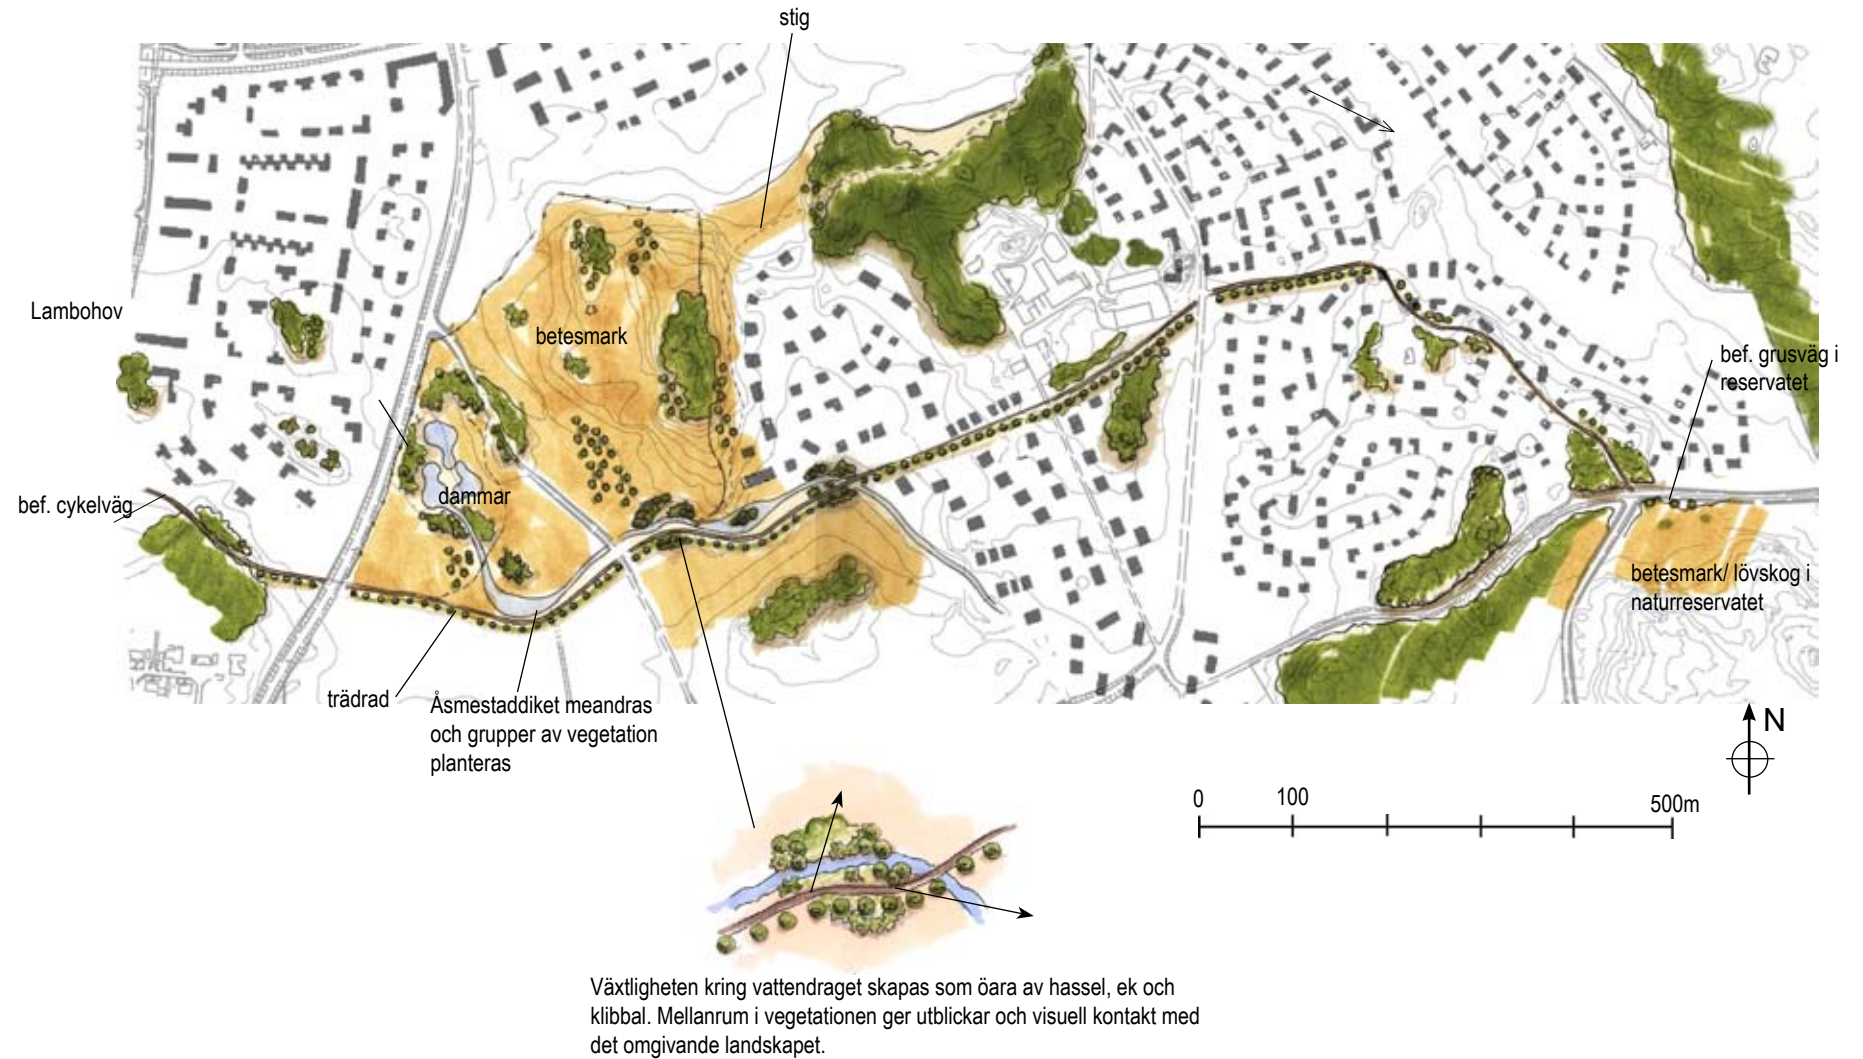 stig
Lambohov
betesmark
bef. grusväg i
reservatet
dammar
bef. cykelväg
betesmark/ lövskog i
naturreservatet
trädrad
Åsmestaddiket meandras
och grupper av vegetation
planteras
N
0 100 500m
Växtligheten kring vattendraget skapas som öara av hassel, ek och
klibbal. Mellanrum i vegetationen ger utblickar och visuell kontakt med
det omgivande landskapet.